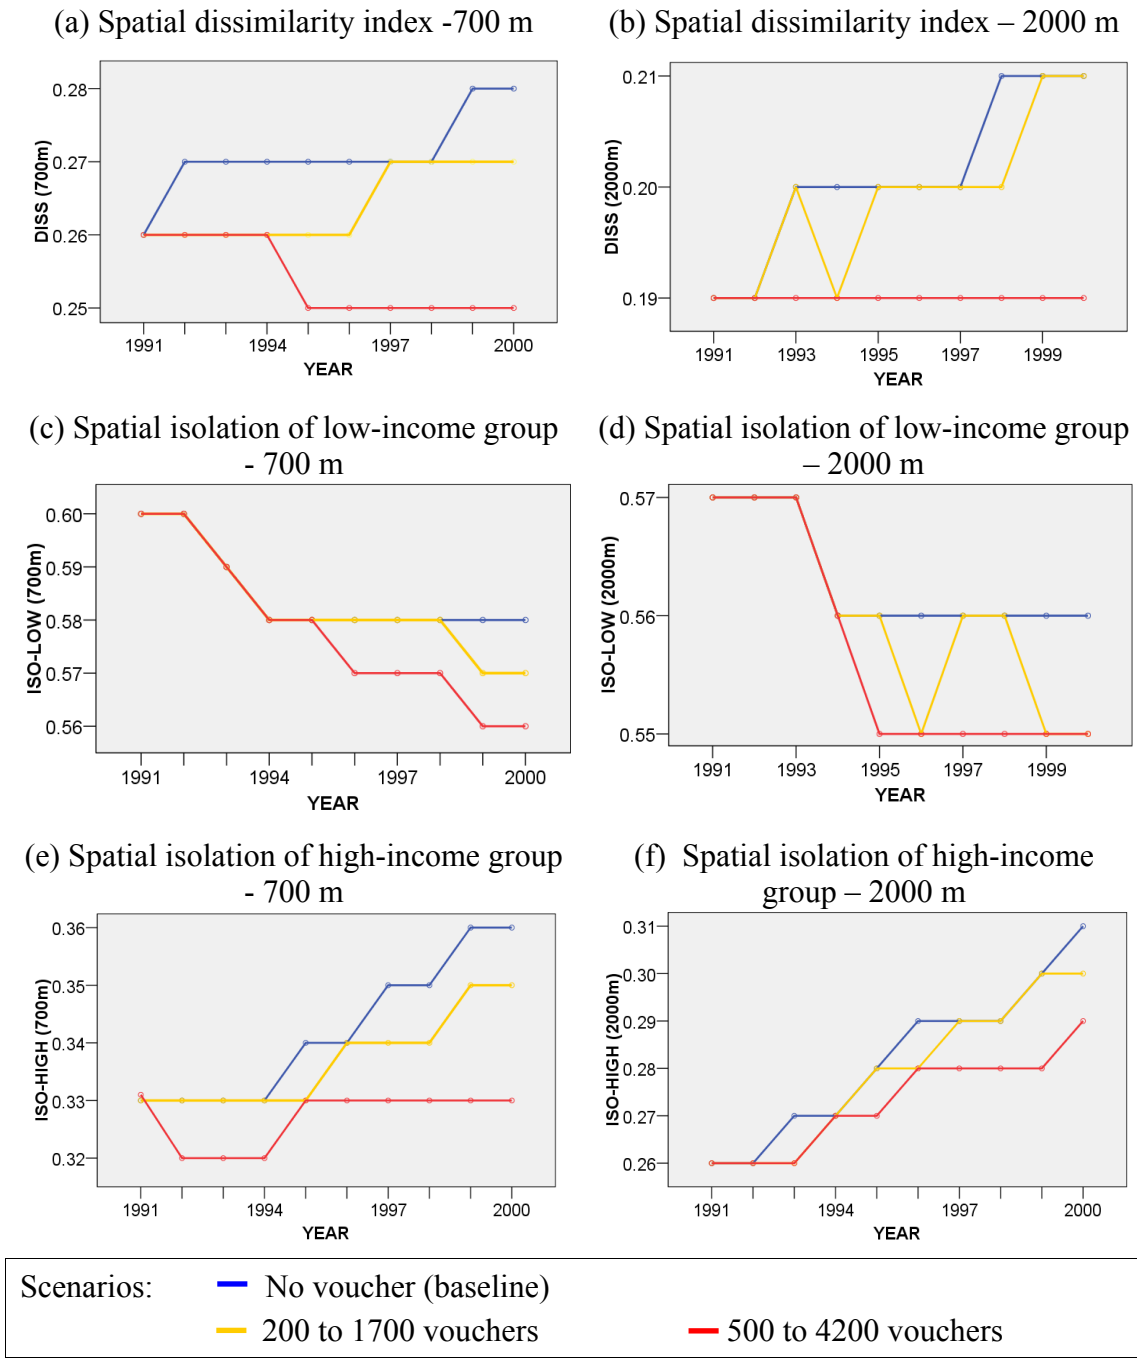 (a) Spatial dissimilarity index -700 m
(b) Spatial dissimilarity index – 2000 m
DISS (700m)
0.28
0.27
0.26
0.25
1991
1994
1997
2000
YEAR
DISS (2000m)
0.21
0.20
0.19
1991
1993
1995
1997
1999
YEAR
(c) Spatial isolation of low-income group
- 700 m
(d) Spatial isolation of low-income group
– 2000 m
ISO-LOW (700m)
0.60
0.59
0.58
0.57
0.56
1991
1994
1997
2000
YEAR
ISO-LOW (2000m)
0.57
0.56
0.55
1991
1993
1995
1997
1999
YEAR
(e) Spatial isolation of high-income group
- 700 m
(f) Spatial isolation of high-income
group – 2000 m
ISO-HIGH (700m)
0.36
0.35
0.34
0.33
0.32
1991
1994
1997
2000
YEAR
ISO-HIGH (2000m)
0.31
0.30
0.29
0.28
0.27
0.26
1991
1994
1997
2000
YEAR
Scenarios:
No voucher (baseline)
200 to 1700 vouchers
500 to 4200 vouchers